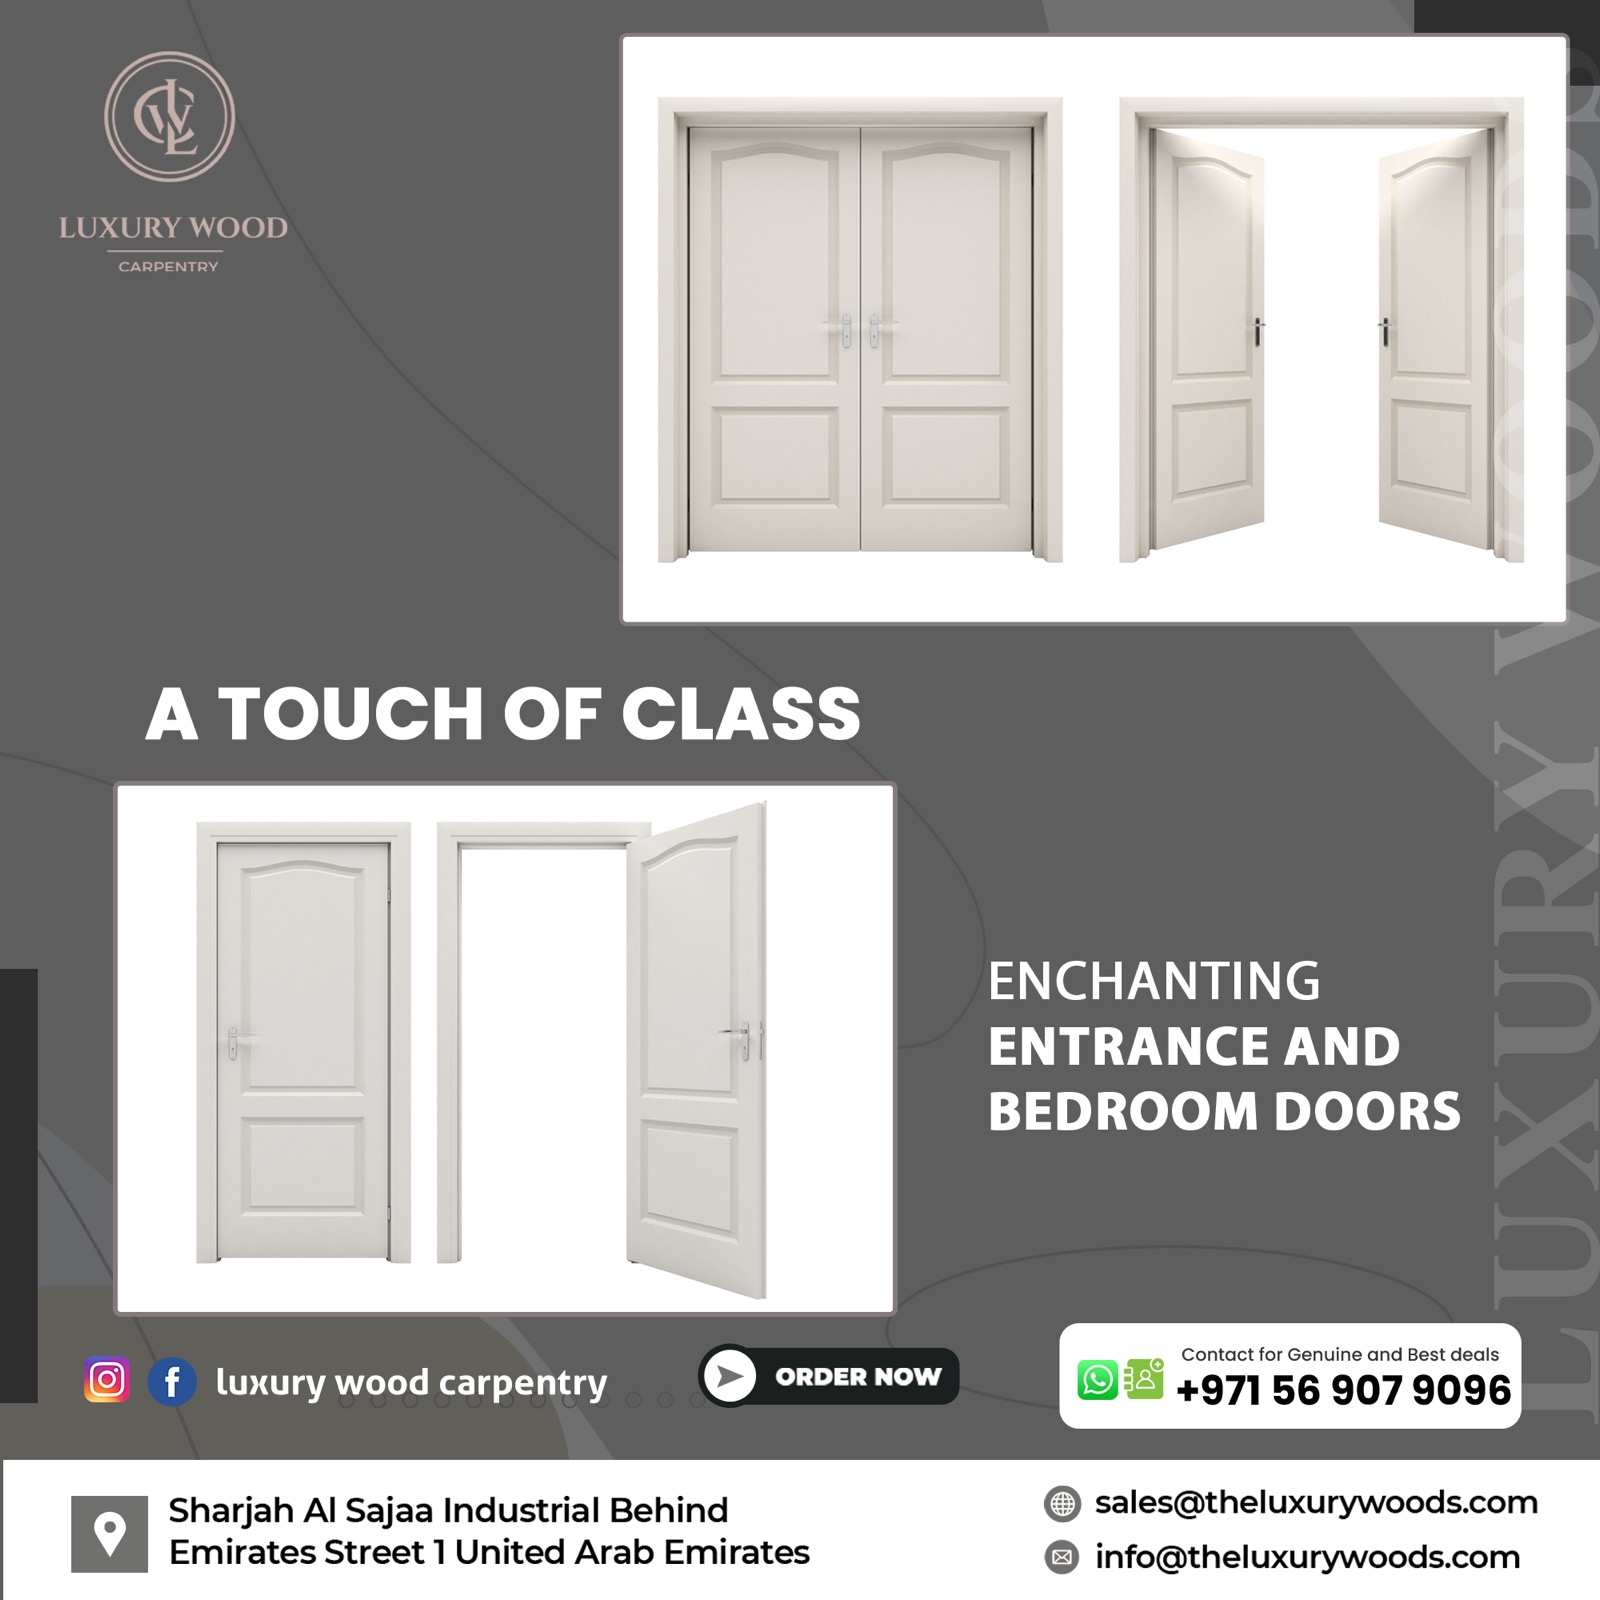 LUXURY WOOD
CARPENTRY
LUXURY WOODS
A TOUCH OF CLASS
ENCHANTING
ENTRANCE AND
BEDROOM DOORS
luxury wood carpentry
ORDER NOW
Contact for Genuine and Best deals
+971 56 907 9096
Sharjah Al Sajaa Industrial Behind
Emirates Street 1 United Arab Emirates
sales@theluxurywoods.com
info@theluxurywoods.com